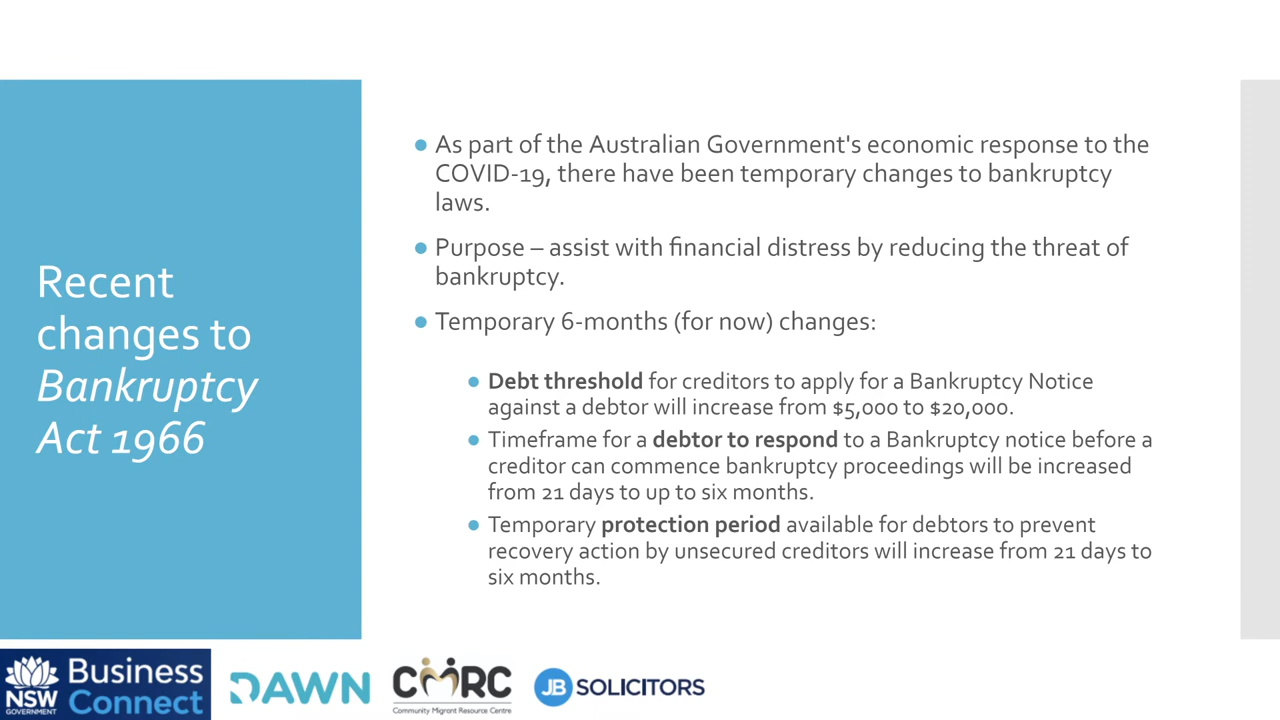 Recent
changes to
Bankruptcy
Act 1966
● As part of the Australian Government's economic response to the
COVID-19, there have been temporary changes to bankruptcy
laws.
● Purpose – assist with financial distress by reducing the threat of
bankruptcy.
● Temporary 6-months (for now) changes:
● Debt threshold for creditors to apply for a Bankruptcy Notice
against a debtor will increase from $5,000 to $20,000.
● Timeframe for a debtor to respond to a Bankruptcy notice before a
creditor can commence bankruptcy proceedings will be increased
from 21 days to up to six months.
● Temporary protection period available for debtors to prevent
recovery action by unsecured creditors will increase from 21 days to
six months.
NSW
GOVERNMENT
Business
Connect
DAWN
CMRC
Community Migrant Resource Centre
JB SOLICITORS